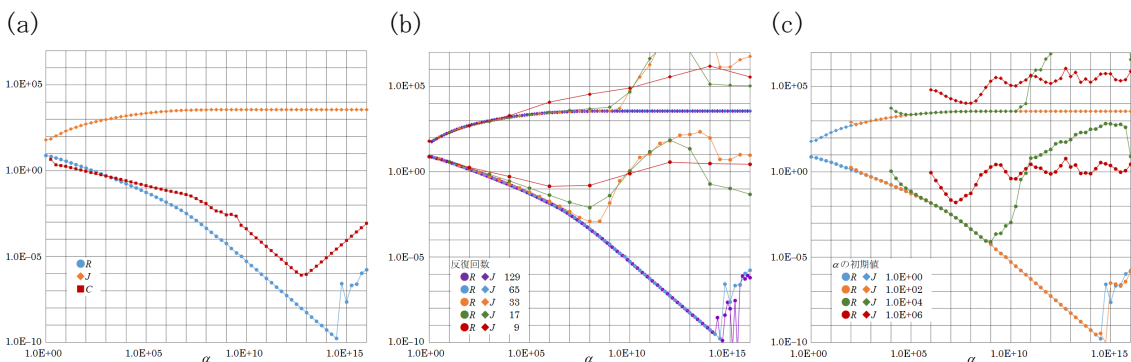 (a)
(b)
(c)
1.0E+05
1.0E+00
1.0E-05
1.0E-10
R
J
C
1.0E+00
1.0E+05
α
1.0E+10
1.0E+15
1.0E+05
1.0E+00
1.0E-05
1.0E-10
反復回数
R J 129
R J 65
R J 33
R J 17
R J 9
1.0E+00
1.0E+05
α
1.0E+10
1.0E+15
1.0E+05
1.0E+00
1.0E-05
1.0E-10
αの初期値
R J 1.0E+00
R J 1.0E+02
R J 1.0E+04
R J 1.0E+06
1.0E+00
1.0E+05
α
1.0E+10
1.0E+15